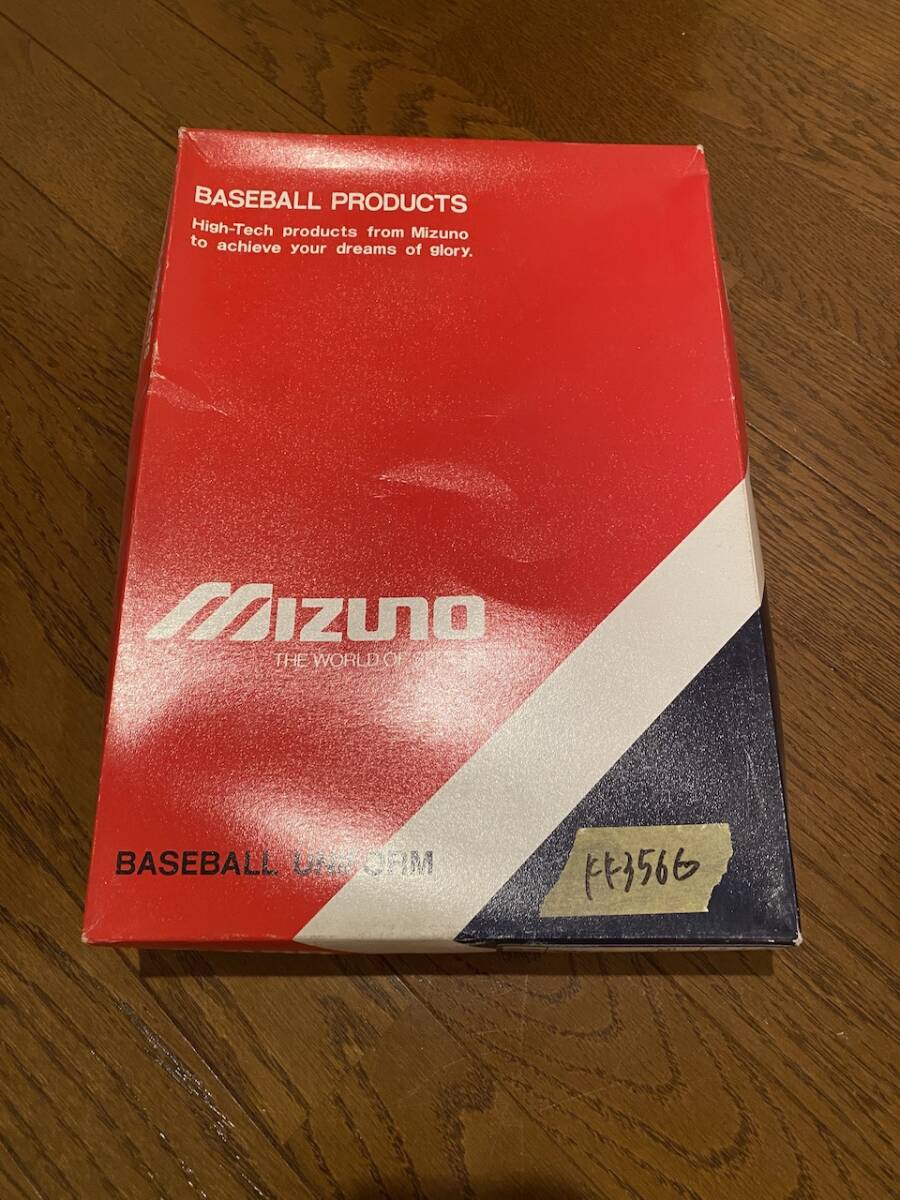 BASEBALL PRODUCTS
High-Tech products from Mizuno
to achieve your dreams of glory.
MIZUNO
THE WORLD OF
BASEBALL UNIFORM
KK3566